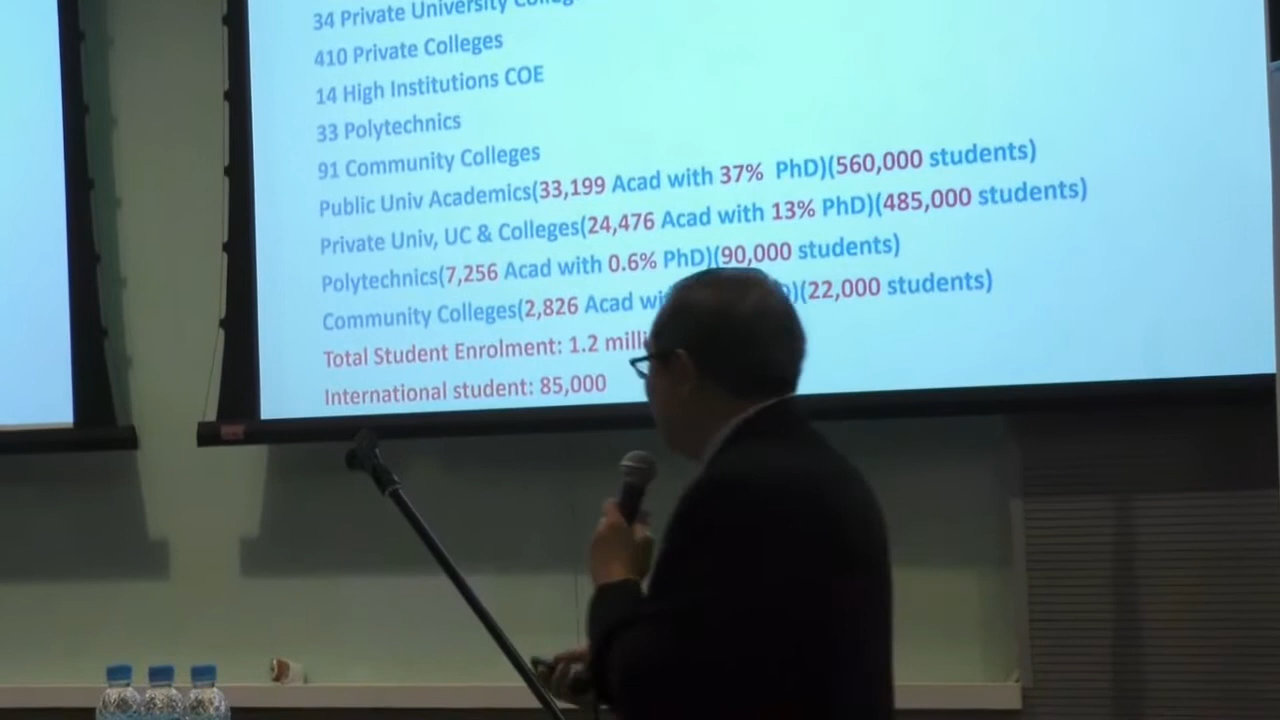 34 Private University
410 Private Colleges
14 High Institutions COE
33 Polytechnics
91 Community Colleges
Public Univ Academics(33,199 Acad with 37% PhD)(560,000 students)
Private Univ, UC & Colleges(24,476 Acad with 13% PhD)(485,000 students)
Polytechnics(7,256 Acad with 0.6% PhD)(90,000 students)
Community Colleges(2,826 Acad )(22,000 students)
Total Student Enrolment: 1.2
International student: 85,000